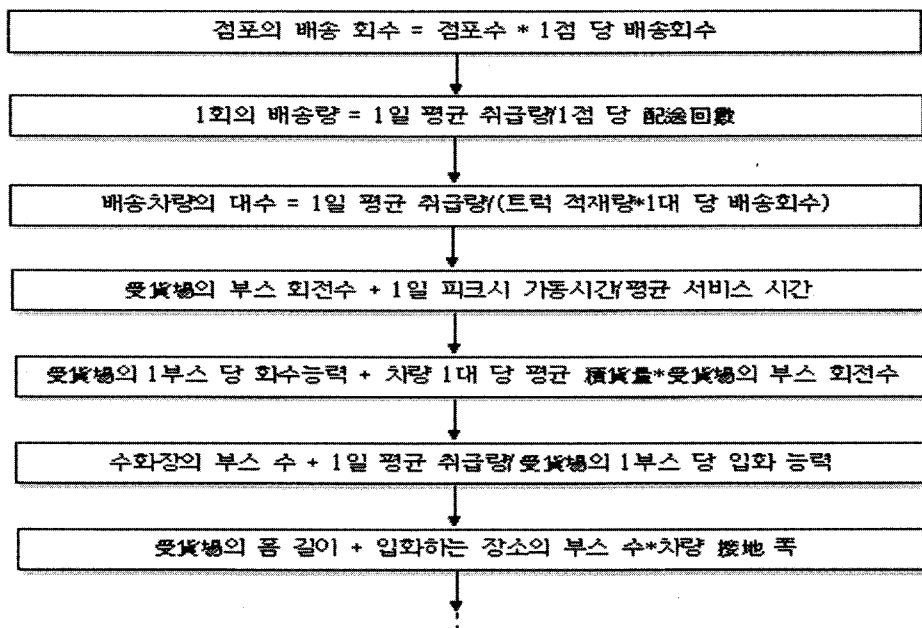 점포의 배송 회수 = 점포수 * 1점 당 배송회수
1회의 배송량 = 1일 평균 취급량/1점 당 配送回數
배송차량의 대수 = 1일 평균 취급량/(트럭 적재량*1대 당 배송회수)
受貨場의 부스 회전수 + 1일 피크시 가동시간/평균 서비스 시간
受貨場의 1부스 당 화수능력 + 차량 1대 당 평균 積貨量*受貨場의 부스 회전수
수화장의 부스 수 + 1일 평균 취급량/受貨場의 1부스 당 입화 능력
受貨場의 폼 길이 + 입화하는 장소의 부스 수*차량 接地 폭